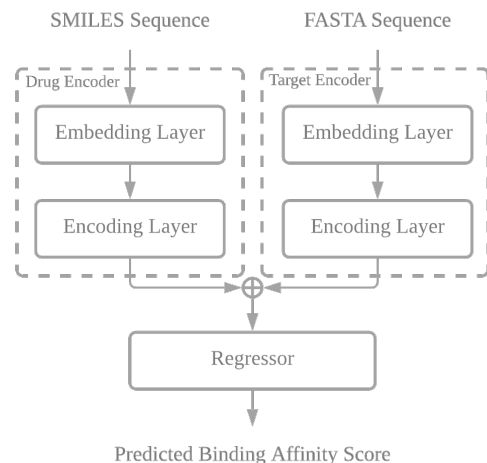 SMILES Sequence
FASTA Sequence
Drug Encoder
Target Encoder
Embedding Layer
Embedding Layer
Encoding Layer
Encoding Layer
Regressor
Predicted Binding Affinity Score